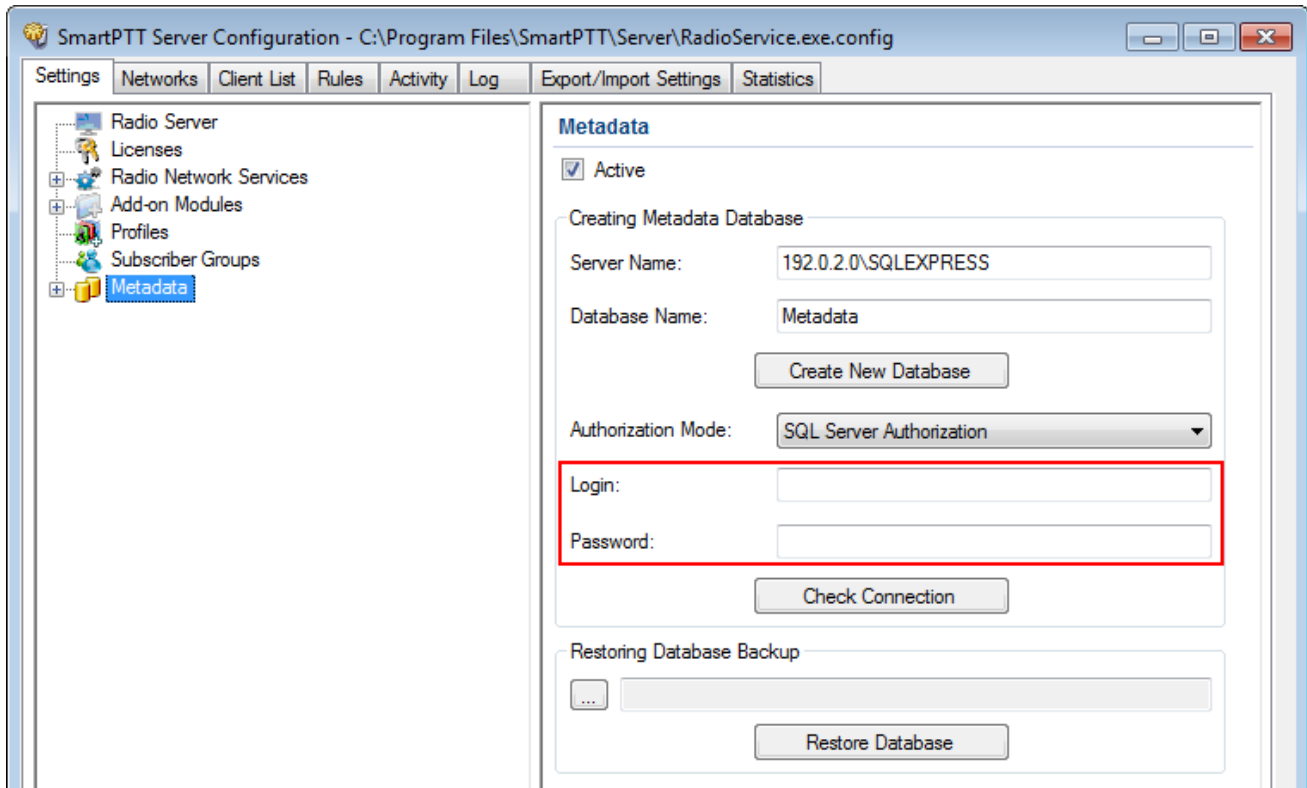 SmartPTT Server Configuration - C:\Program Files\SmartPTT\Server\RadioService.exe.config
Settings Networks Client List Rules Activity Log Export/Import Settings Statistics
Radio Server
Licenses
Radio Network Services
Add-on Modules
Profiles
Subscriber Groups
Metadata
Metadata
Active
Creating Metadata Database
Server Name: 192.0.2.0\SQLEXPRESS
Database Name: Metadata
Create New Database
Authorization Mode: SQL Server Authorization
Login:
Password:
Check Connection
Restoring Database Backup
...
Restore Database